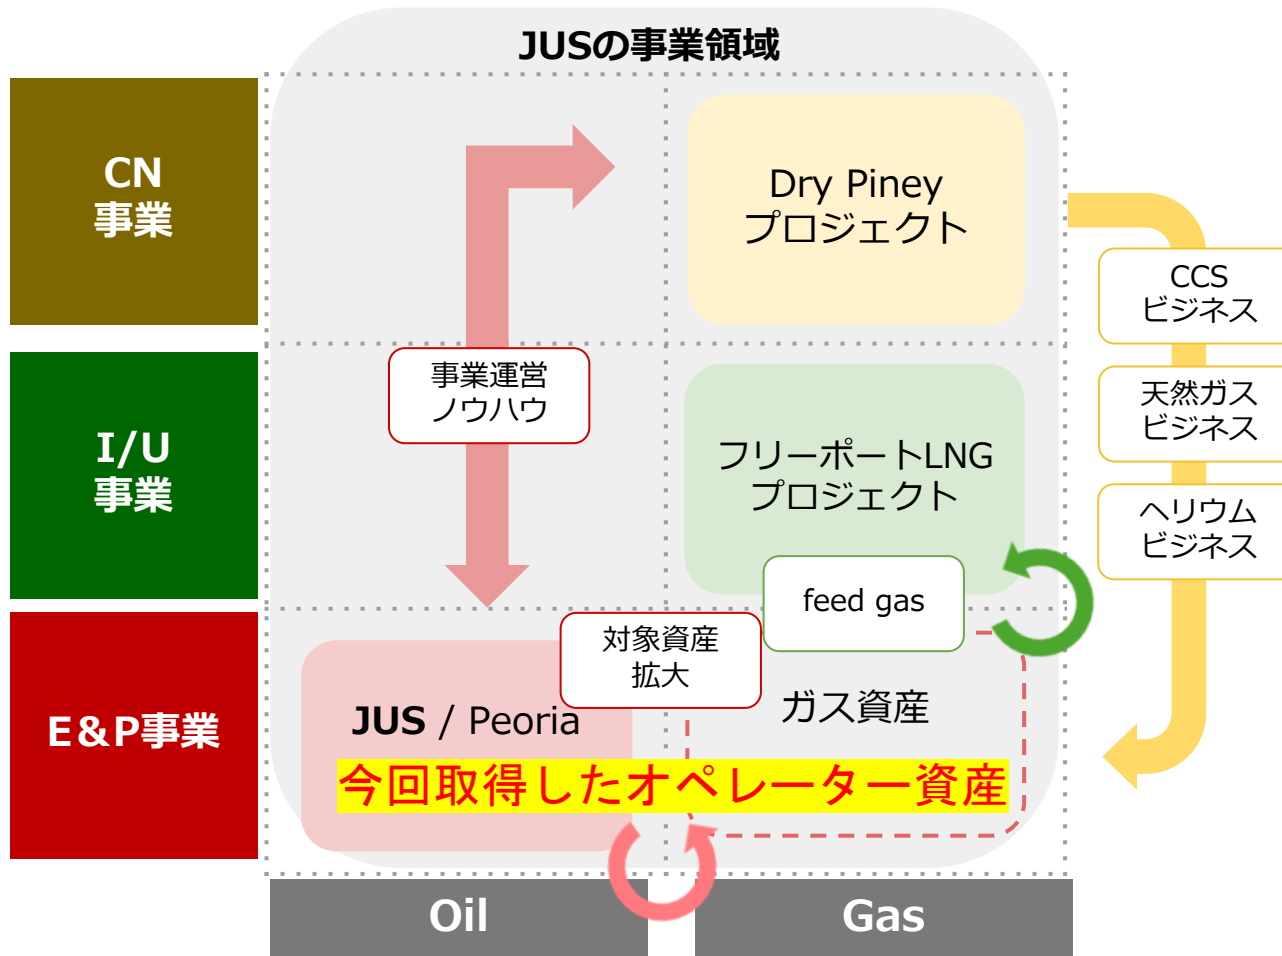 JUSの事業領域
CN
事業
Dry Piney
プロジェクト
CCS
ビジネス
事業運営
ノウハウ
天然ガス
ビジネス
I/U
事業
フリーポートLNG
プロジェクト
ヘリウム
ビジネス
feed gas
対象資産
拡大
E&P事業
JUS / Peoria
ガス資産
今回取得したオペレーター資産
Oil
Gas